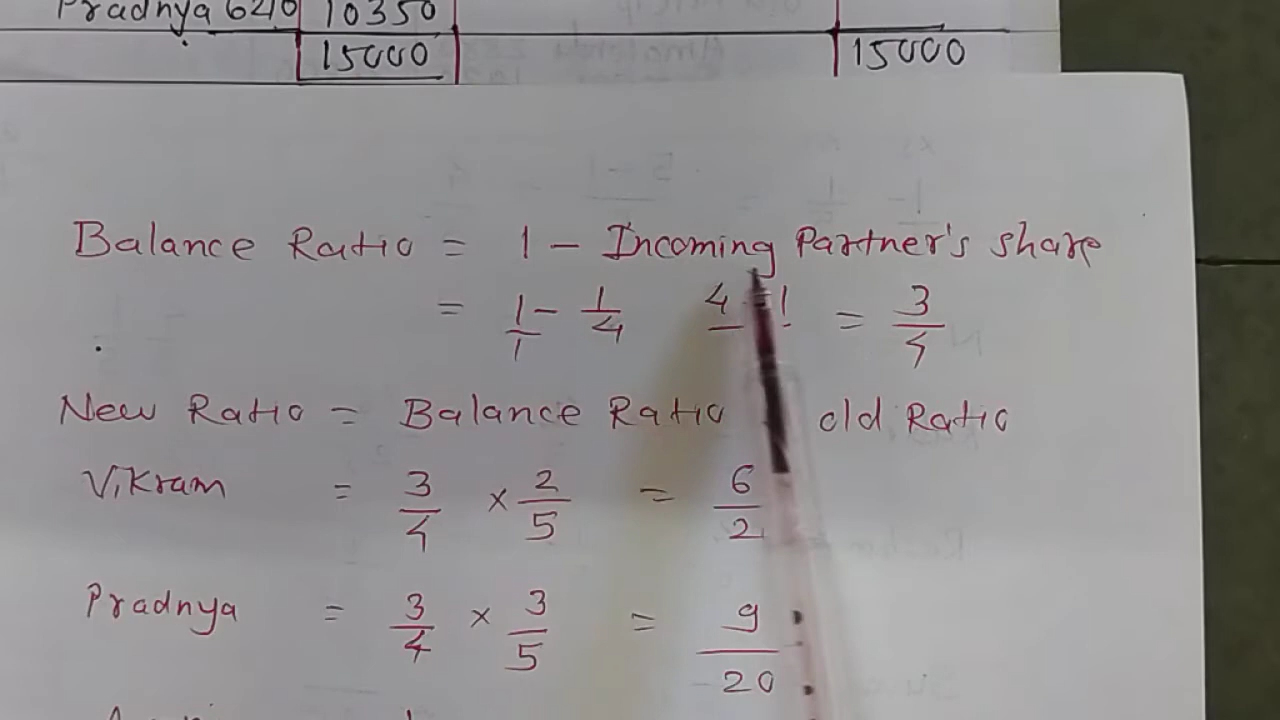 Pradnya 6210 10350
15000 15000
Balance Ratio = 1 - Incoming Partner's share
= 1/1 - 1/4 4 - 1 = 3/4
New Ratio = Balance Ratio old Ratio
Vikram = 3/4 × 2/5 = 6/2
Pradnya = 3/4 × 3/5 = 9/20